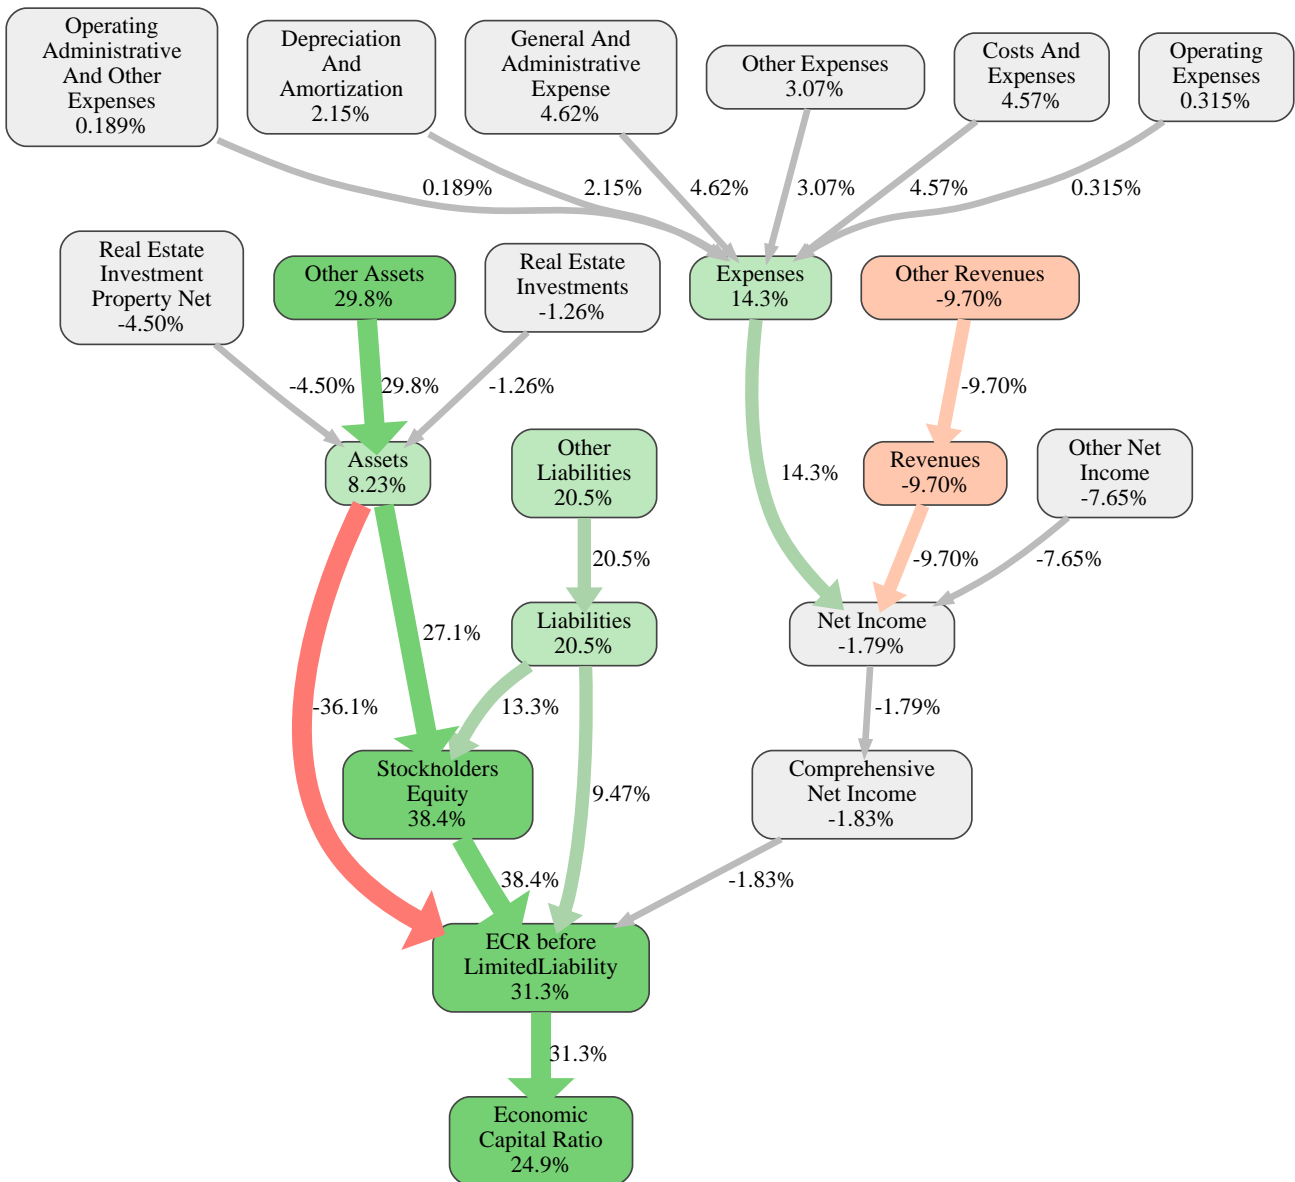 Operating
Administrative
And Other
Expenses
0.189%
Depreciation
And
Amortization
2.15%
General And
Administrative
Expense
4.62%
Other Expenses
3.07%
Costs And
Expenses
4.57%
Operating
Expenses
0.315%
0.189%
2.15%
4.62%
3.07%
4.57%
0.315%
Real Estate
Investment
Property Net
-4.50%
Other Assets
29.8%
Real Estate
Investments
-1.26%
Expenses
14.3%
Other Revenues
-9.70%
-4.50%
29.8%
-1.26%
-9.70%
Assets
8.23%
Other
Liabilities
20.5%
14.3%
Revenues
-9.70%
Other Net
Income
-7.65%
20.5%
-9.70%
-7.65%
27.1%
Liabilities
20.5%
Net Income
-1.79%
-36.1%
13.3%
-1.79%
Stockholders
Equity
38.4%
9.47%
Comprehensive
Net Income
-1.83%
38.4%
-1.83%
ECR before
LimitedLiability
31.3%
31.3%
Economic
Capital Ratio
24.9%